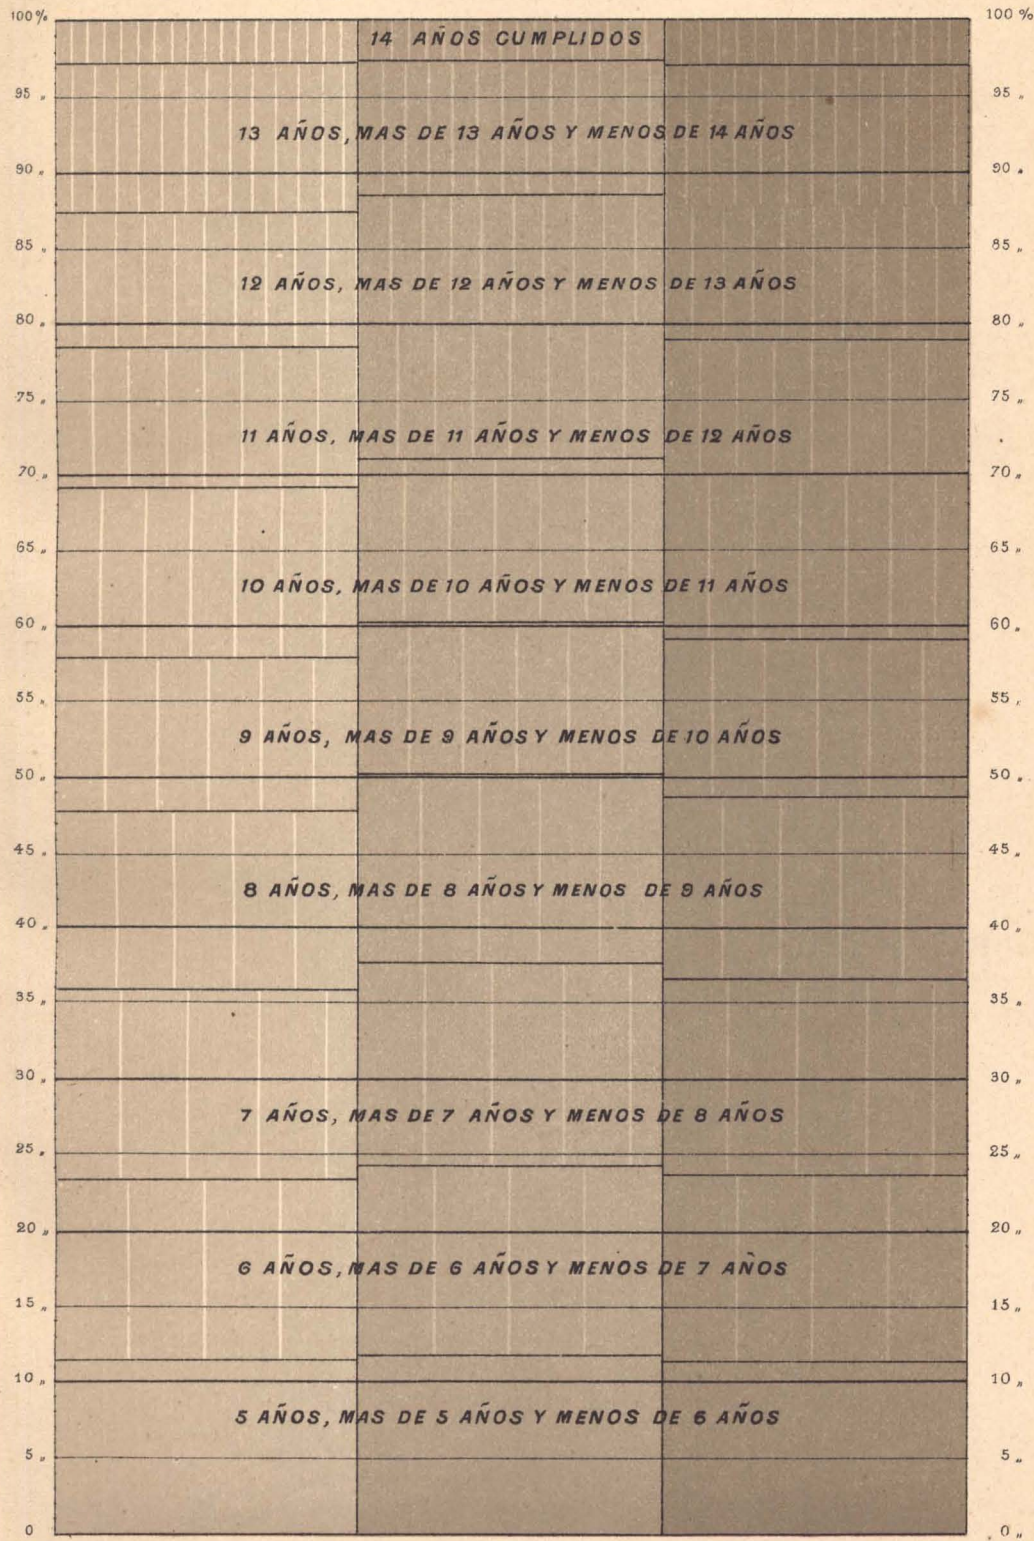 100% 100%
14 AÑOS CUMPLIDOS
95 „ 95 „
13 AÑOS, MAS DE 13 AÑOS Y MENOS DE 14 AÑOS
90 „ 90 „
85 „ 85 „
12 AÑOS, MAS DE 12 AÑOS Y MENOS DE 13 AÑOS
80 „ 80 „
75 „ 75 „
11 AÑOS, MAS DE 11 AÑOS Y MENOS DE 12 AÑOS
70 „ 70 „
65 „ 65 „
10 AÑOS, MAS DE 10 AÑOS Y MENOS DE 11 AÑOS
60 „ 60 „
55 „ 55 „
9 AÑOS, MAS DE 9 AÑOS Y MENOS DE 10 AÑOS
50 „ 50 „
45 „ 45 „
8 AÑOS, MAS DE 8 AÑOS Y MENOS DE 9 AÑOS
40 „ 40 „
35 „ 35 „
30 „ 30 „
7 AÑOS, MAS DE 7 AÑOS Y MENOS DE 8 AÑOS
25 „ 25 „
20 „ 20 „
6 AÑOS, MAS DE 6 AÑOS Y MENOS DE 7 AÑOS
15 „ 15 „
10 „ 10 „
5 AÑOS, MAS DE 5 AÑOS Y MENOS DE 6 AÑOS
5 „ 5 „
0 0 „